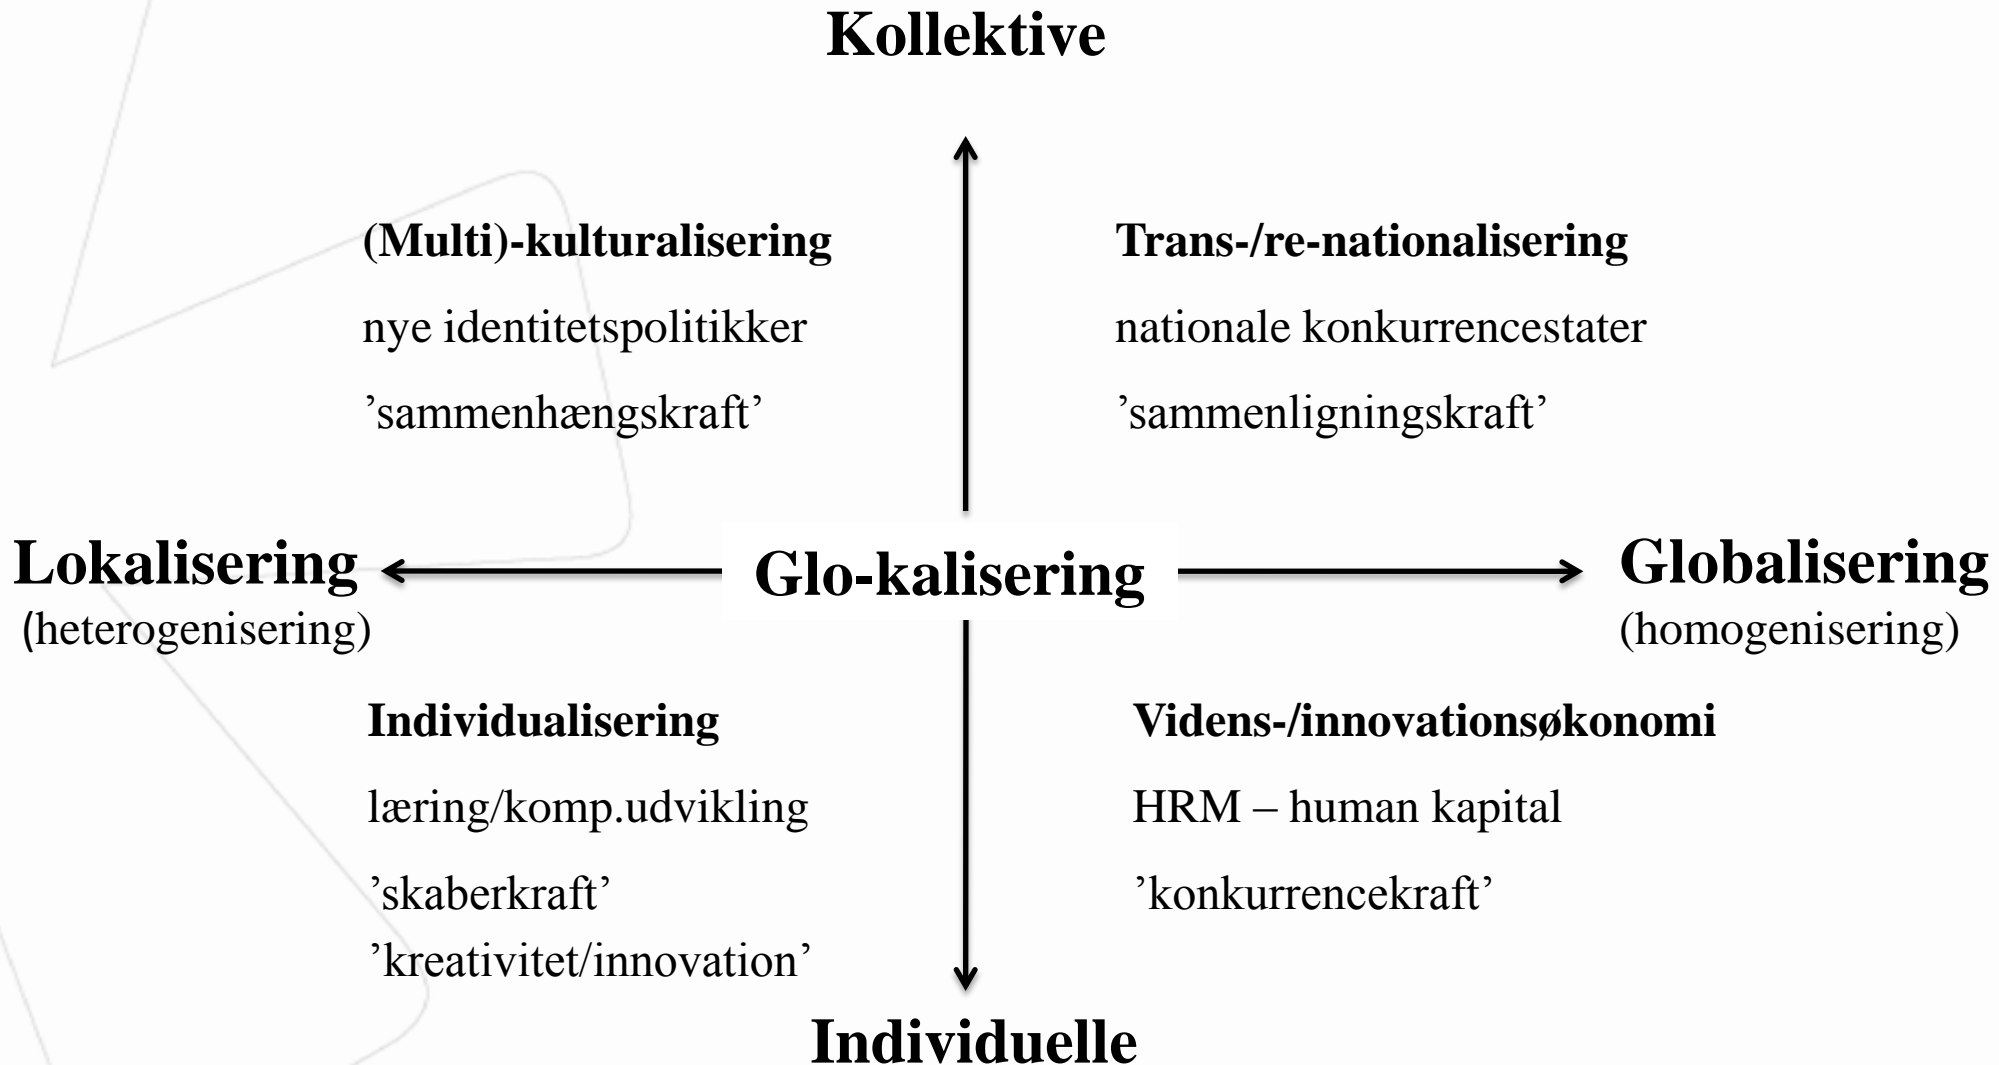 Kollektive
(Multi)-kulturalisering
nye identitetspolitikker
’sammenhængskraft’
Trans-/re-nationalisering
nationale konkurrencestater
’sammenligningskraft’
Lokalisering
(heterogenisering)
Glo-kalisering
Globalisering
(homogenisering)
Individualisering
læring/komp.udvikling
’skaberkraft’
’kreativitet/innovation’
Videns-/innovationsøkonomi
HRM – human kapital
’konkurrencekraft’
Individuelle